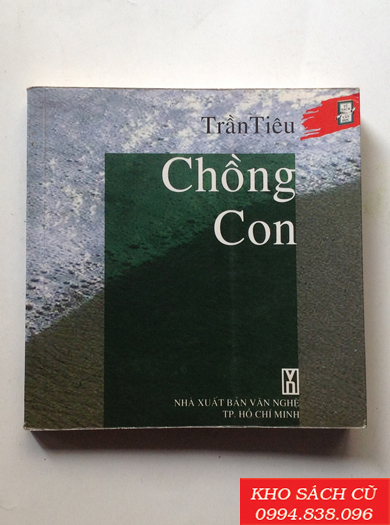 Trần Tiêu
Chồng
Con
NHÀ XUẤT BẢN VĂN NGHỆ
TP. HỒ CHÍ MINH
KHO SÁCH CŨ
0994.838.096